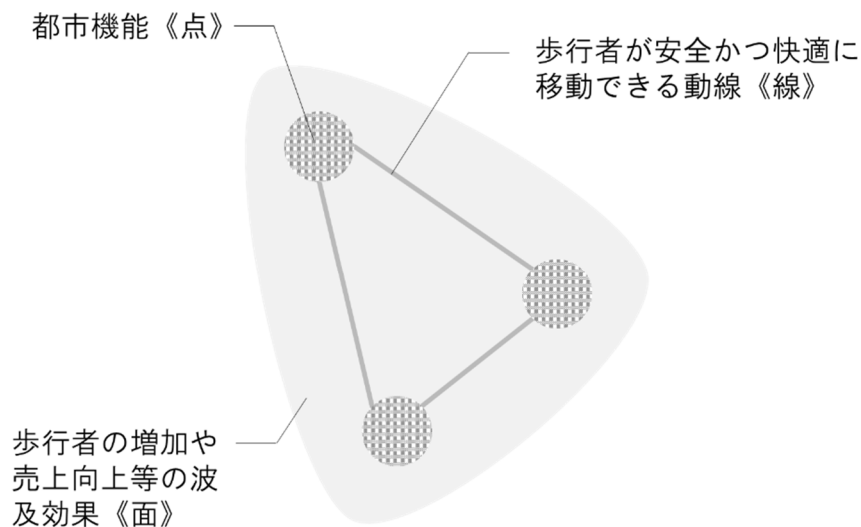 都市機能《点》
歩行者が安全かつ快適に
移動できる動線《線》
歩行者の増加や
売上向上等の波
及効果《面》